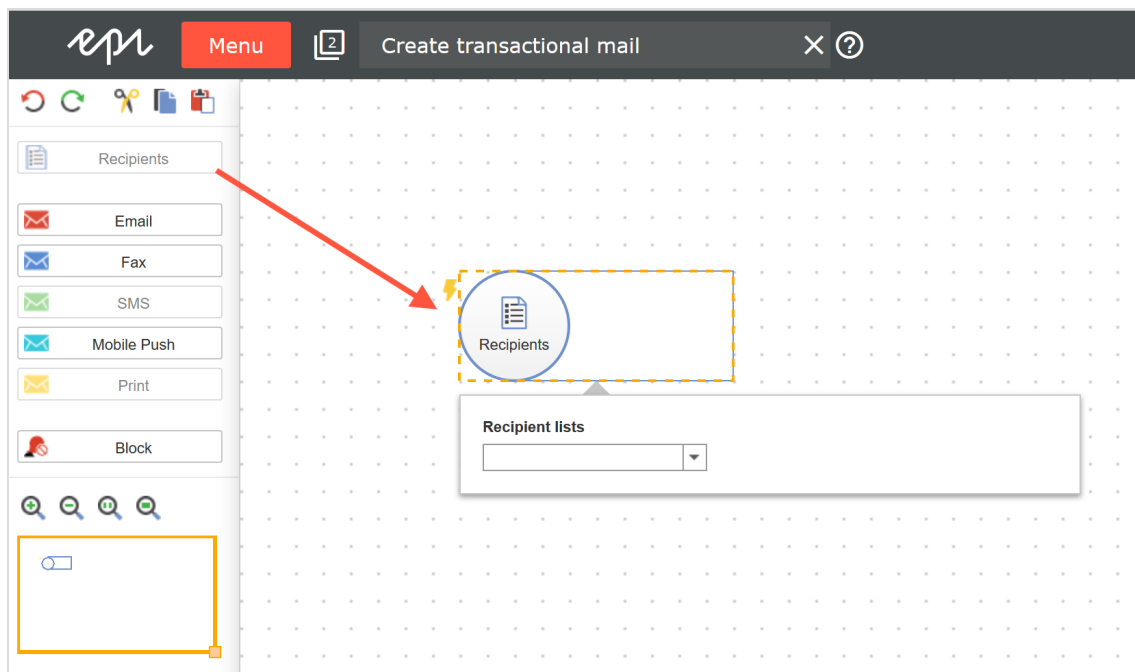 epi Menu 2 Create transactional mail
Recipients
Email
Fax
SMS
Mobile Push
Print
Block
Recipients
Recipient lists